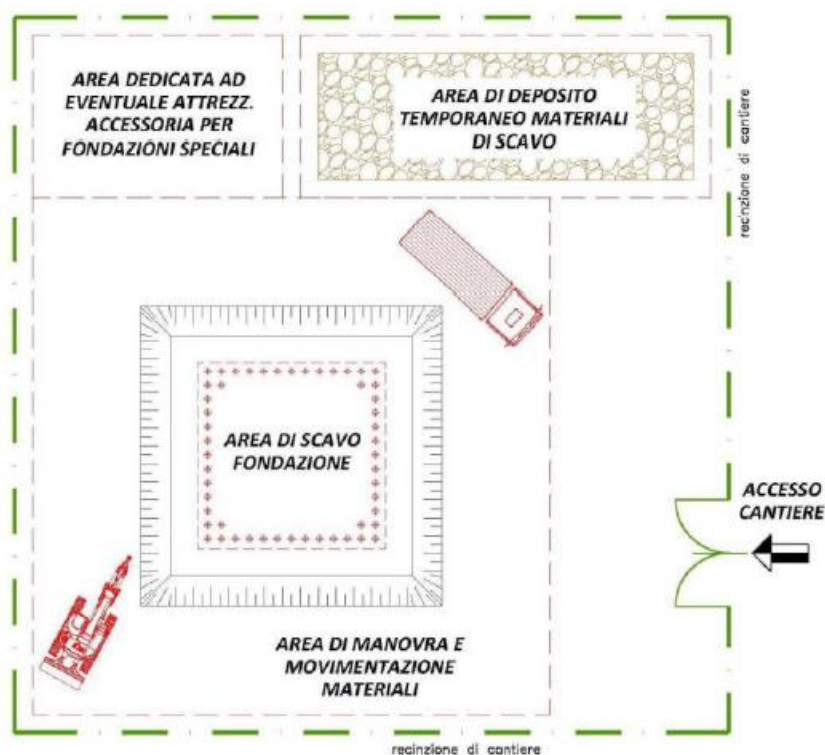 AREA DEDICATA AD
EVENTUALE ATTREZZ.
ACCESSORIA PER
FONDAZIONI SPECIALI
AREA DI DEPOSITO
TEMPORANEO MATERIALI
DI SCAVO
recinzione di cantiere
AREA DI SCAVO
FONDAZIONE
ACCESSO
CANTIERE
AREA DI MANOVRA E
MOVIMENTAZIONE
MATERIALI
recinzione di cantiere